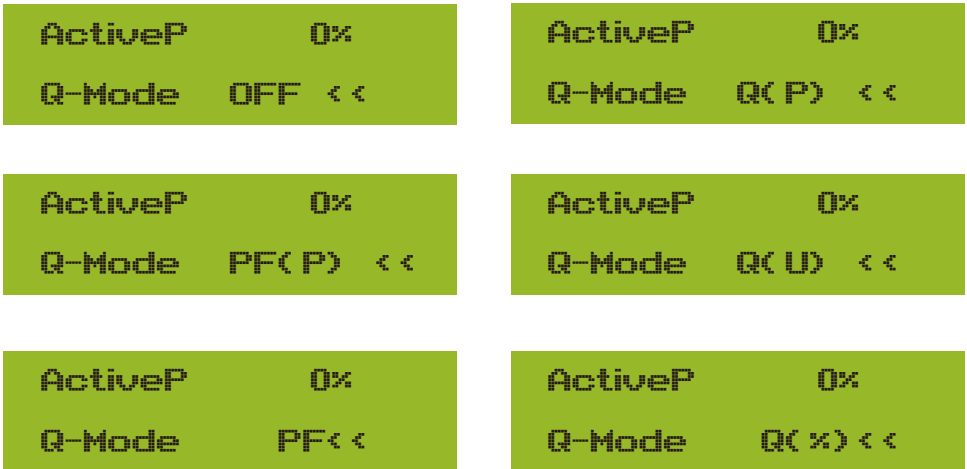 ActiveP 0%
Q-Mode OFF <<
ActiveP 0%
Q-Mode Q(P) <<
ActiveP 0%
Q-Mode PF(P) <<
ActiveP 0%
Q-Mode Q(U) <<
ActiveP 0%
Q-Mode PF<<
ActiveP 0%
Q-Mode Q(%)<<